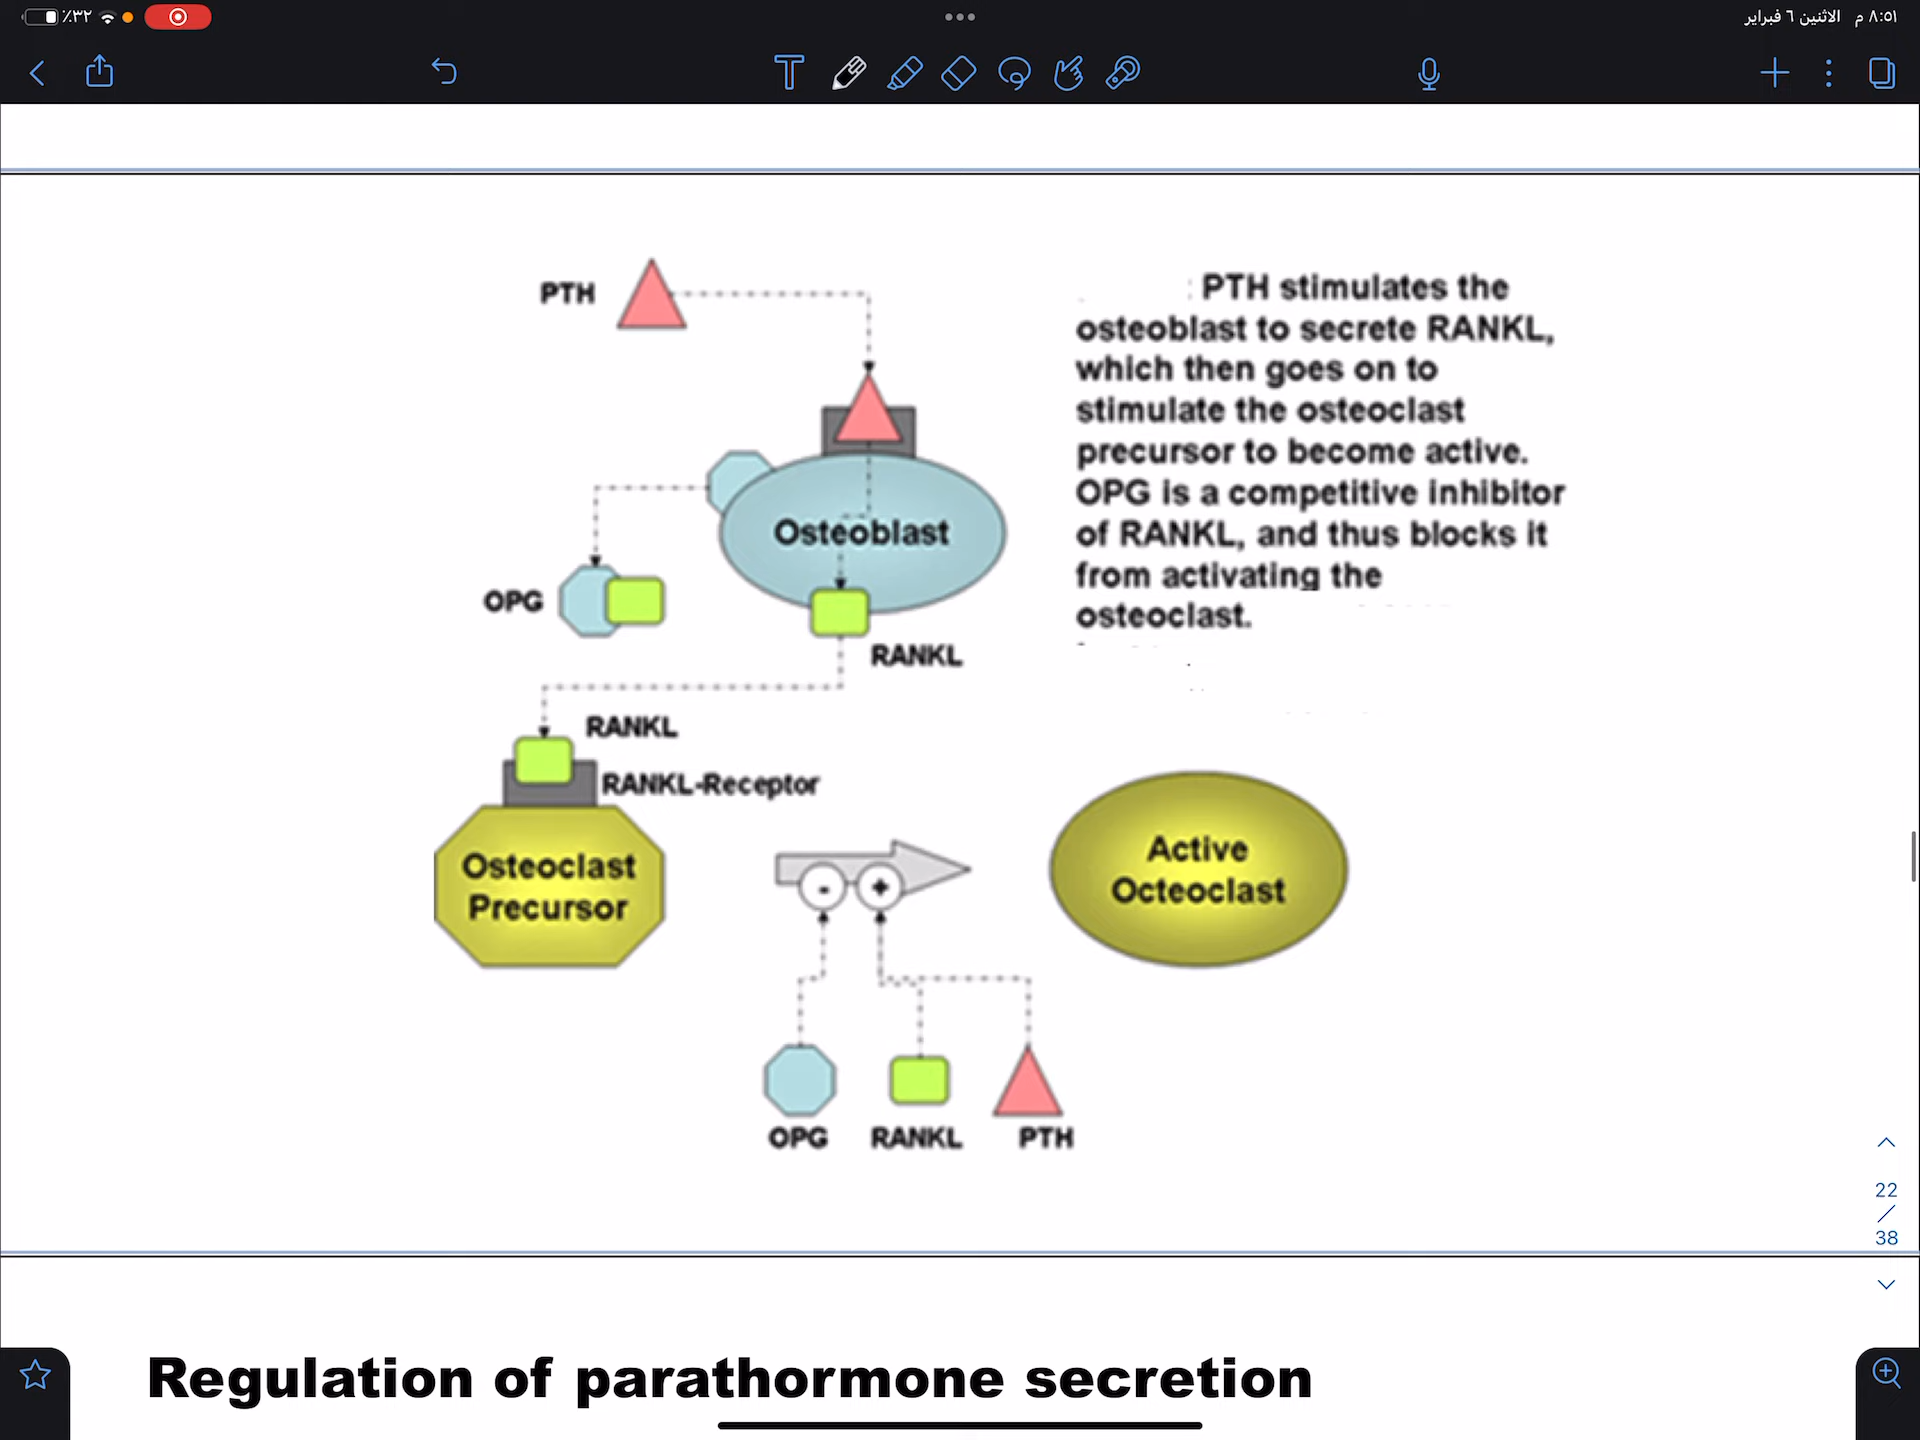 ٪٣٢
٨:٥١ م الاثنين ٦ فبراير
PTH
: PTH stimulates the
osteoblast to secrete RANKL,
which then goes on to
stimulate the osteoclast
precursor to become active.
OPG is a competitive inhibitor
of RANKL, and thus blocks it
from activating the
osteoclast.
Osteoblast
OPG
RANKL
RANKL
RANKL-Receptor
Osteoclast
Precursor
- +
Active
Octeoclast
OPG RANKL PTH
22
/
38
Regulation of parathormone secretion